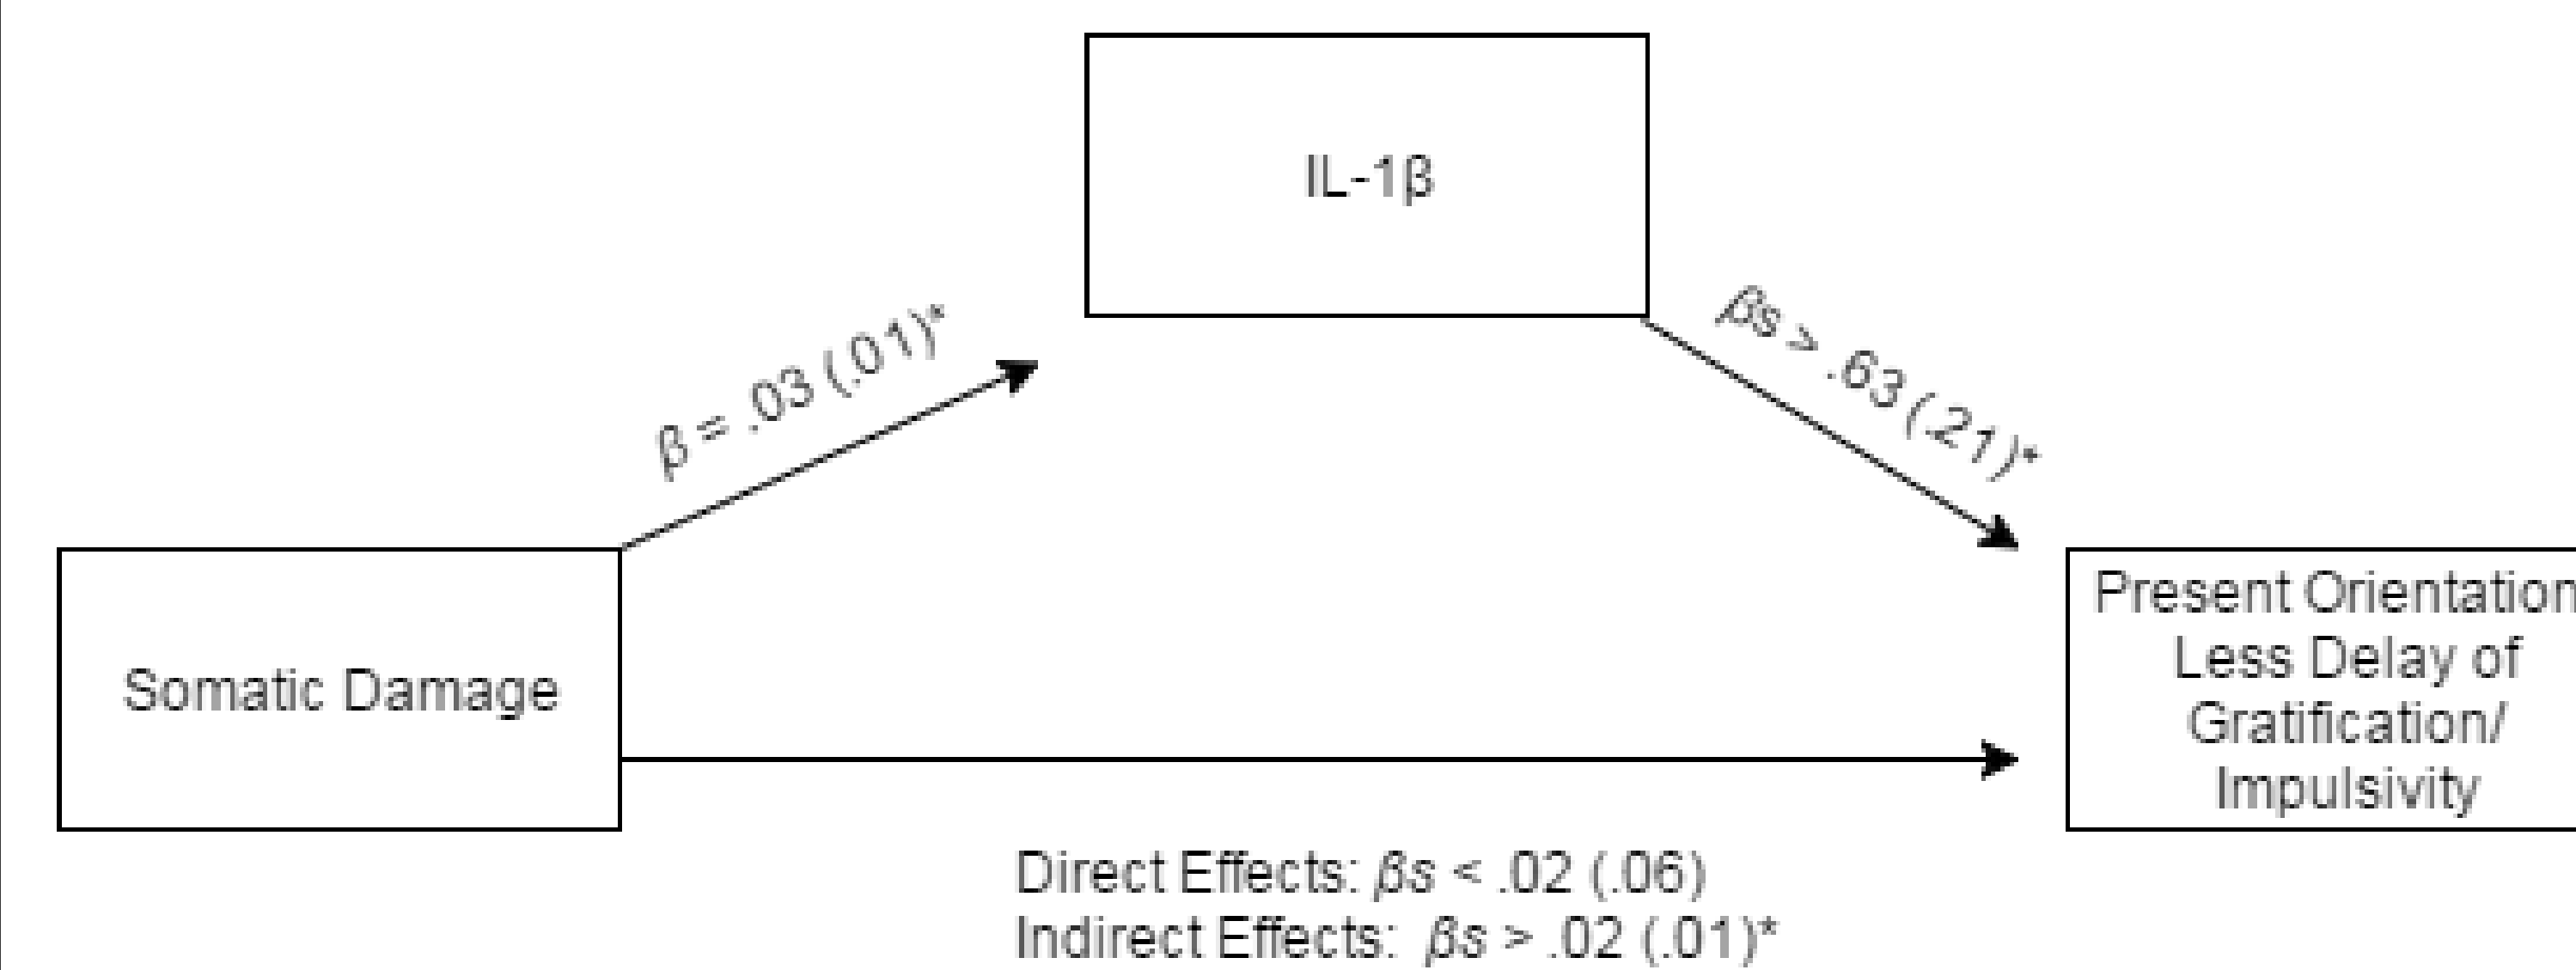 IL-1β
β = .03 (.01)*
βs > .63 (.21)*
Somatic Damage
Present Orientation
Less Delay of
Gratification/
Impulsivity
Direct Effects: βs < .02 (.06)
Indirect Effects: βs > .02 (.01)*